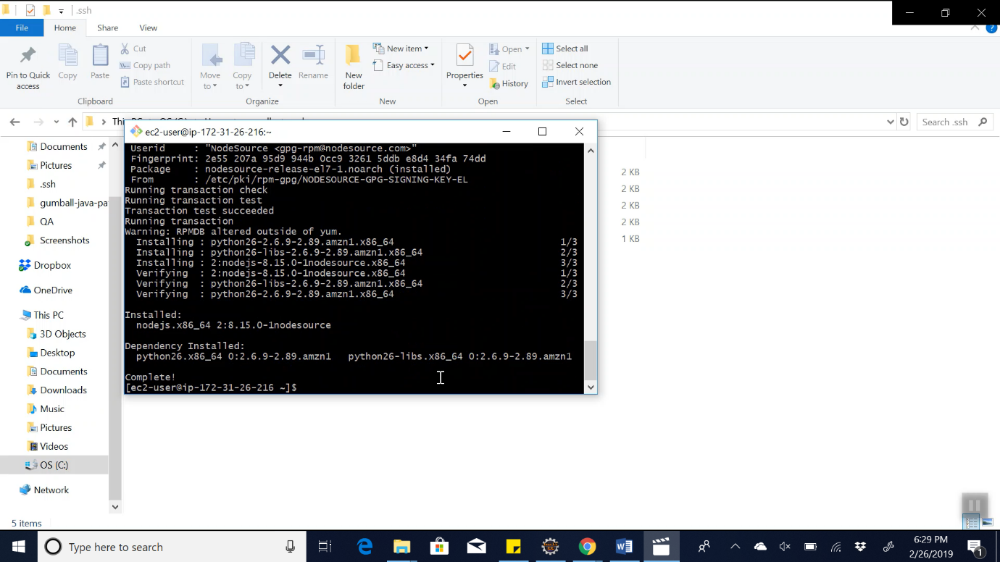 .ssh
File Home Share View
Pin to Quick access
Copy
Paste
Cut
Copy path
Paste shortcut
Clipboard
Move to
Copy to
Delete
Rename
Organize
New folder
New item
Easy access
New
Properties
Open
Edit
History
Open
Select all
Select none
Invert selection
Select
Search .ssh
Documents
Pictures
.ssh
gumball-java-pa
QA
Screenshots
Dropbox
OneDrive
This PC
3D Objects
Desktop
Documents
Downloads
Music
Pictures
Videos
OS (C:)
Network
5 items
ec2-user@ip-172-31-26-216:~
Userid     : "NodeSource <gpg-rpm@nodesource.com>"
Fingerprint: 2e55 207a 95d9 944b 0cc9 3261 5ddb e8d4 34fa 74dd
Package    : nodesource-release-el7-1.noarch (installed)
From       : /etc/pki/rpm-gpg/NODESOURCE-GPG-SIGNING-KEY-EL
Running transaction check
Running transaction test
Transaction test succeeded
Running transaction
Warning: RPMDB altered outside of yum.
Installing : python26-2.6.9-2.89.amzn1.x86_64 1/3
Installing : python26-libs-2.6.9-2.89.amzn1.x86_64 2/3
Installing : 2:nodejs-8.15.0-1nodesource.x86_64 3/3
Verifying  : 2:nodejs-8.15.0-1nodesource.x86_64 1/3
Verifying  : python26-libs-2.6.9-2.89.amzn1.x86_64 2/3
Verifying  : python26-2.6.9-2.89.amzn1.x86_64 3/3
Installed:
nodejs.x86_64 2:8.15.0-1nodesource
Dependency Installed:
python26.x86_64 0:2.6.9-2.89.amzn1 python26-libs.x86_64 0:2.6.9-2.89.amzn1
Complete!
[ec2-user@ip-172-31-26-216 ~]$
2 KB
2 KB
2 KB
2 KB
1 KB
Type here to search
6:29 PM
2/26/2019
1